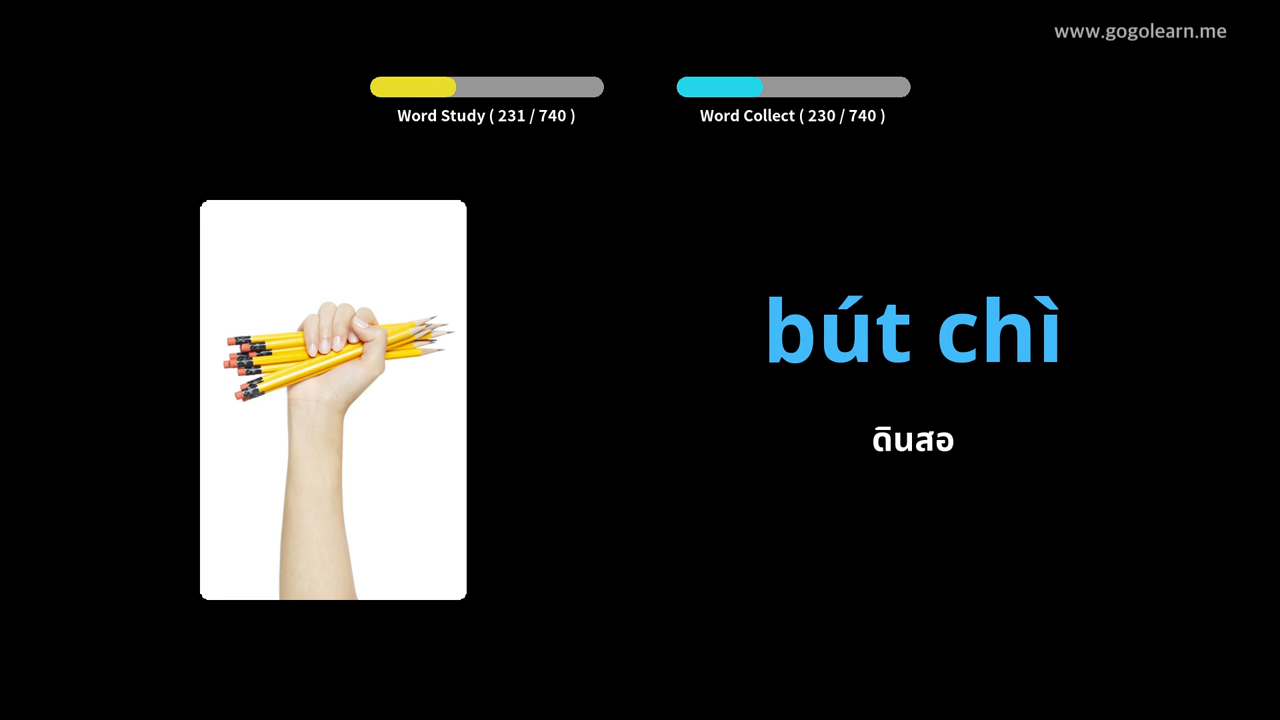 www.gogolearn.me
Word Study ( 231 / 740 )
Word Collect ( 230 / 740 )
bút chì
ดินสอ